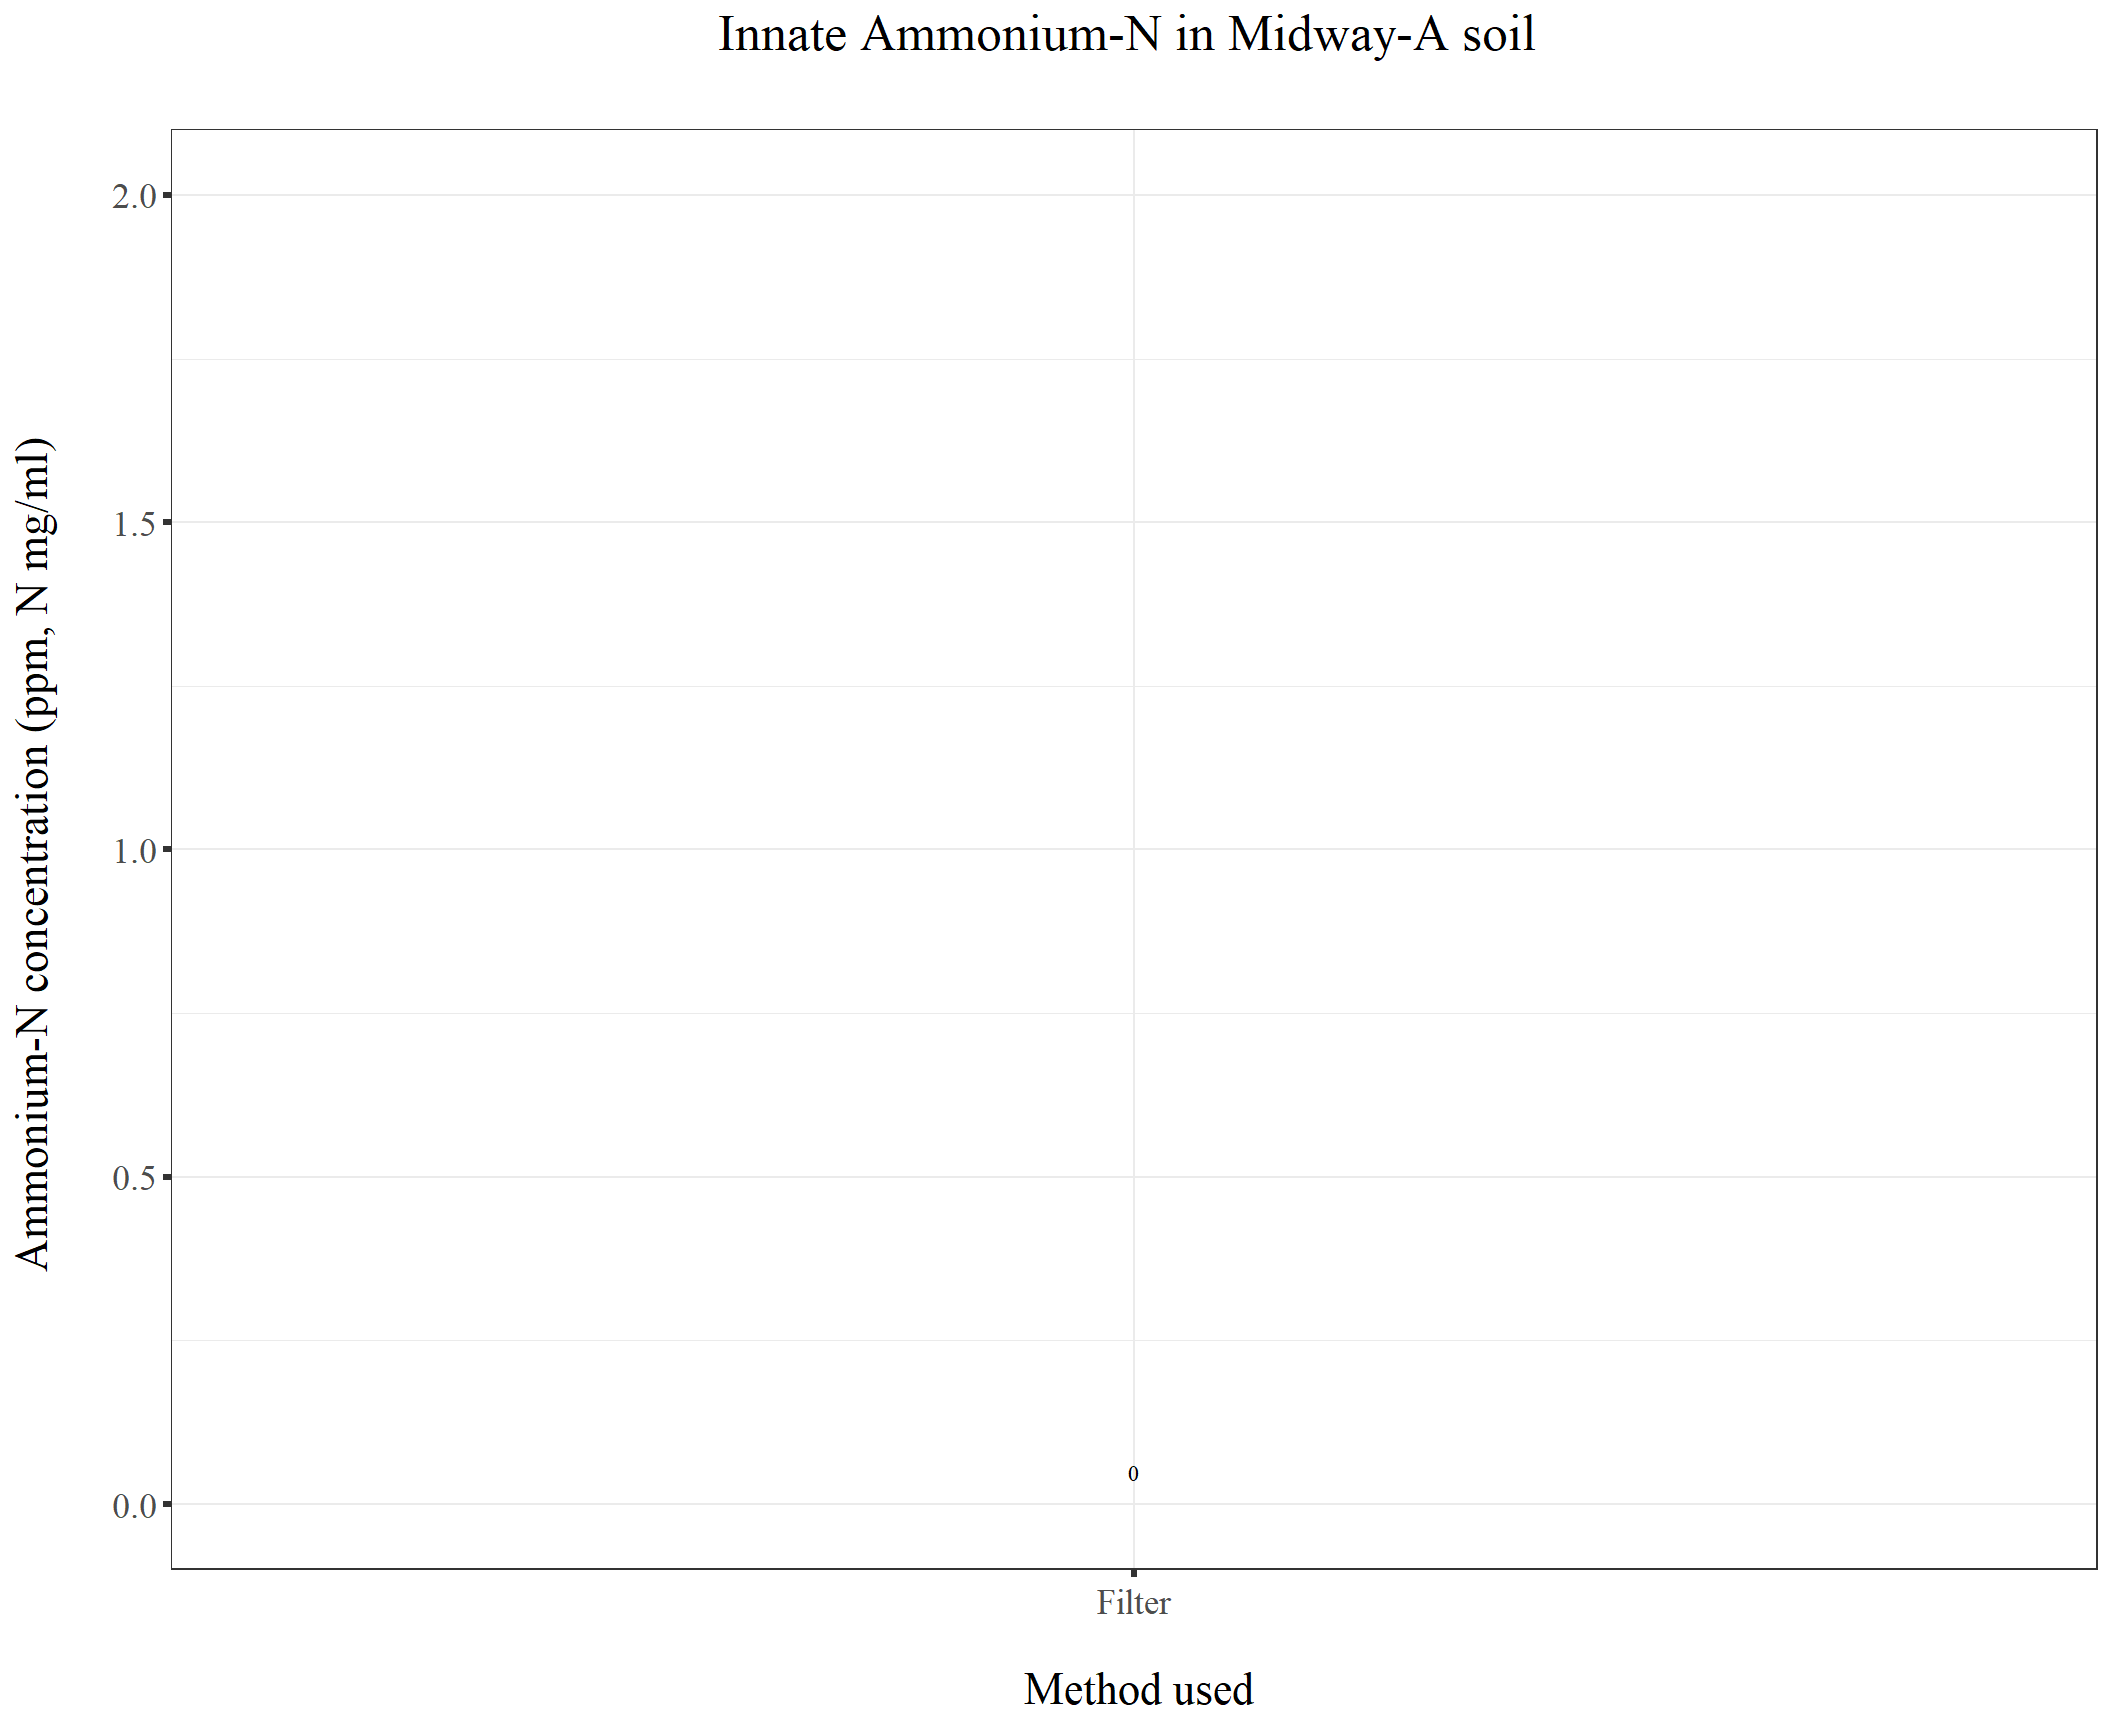 Innate Ammonium-N in Midway-A soil
Ammonium-N concentration (ppm, N mg/ml)
2.0
1.5
1.0
0.5
0.0
0
Filter
Method used